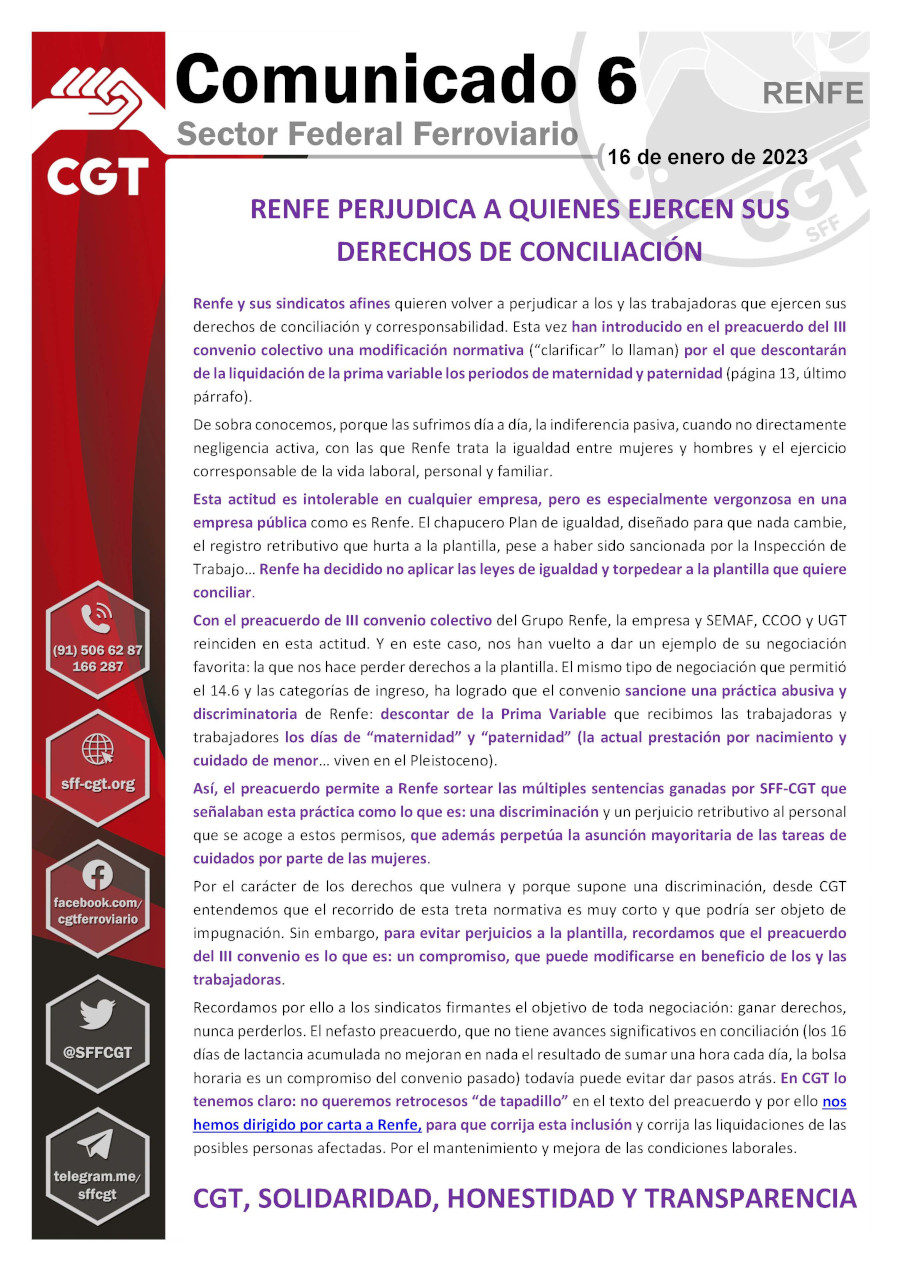 Comunicado 6
RENFE
Sector Federal Ferroviario
16 de enero de 2023
CGT
CGT
SFF
RENFE PERJUDICA A QUIENES EJERCEN SUS
DERECHOS DE CONCILIACIÓN
Renfe y sus sindicatos afines quieren volver a perjudicar a los y las trabajadoras que ejercen sus
derechos de conciliación y corresponsabilidad. Esta vez han introducido en el preacuerdo del III
convenio colectivo una modificación normativa (“clarificar” lo llaman) por el que descontarán
de la liquidación de la prima variable los periodos de maternidad y paternidad (página 13, último
párrafo).
De sobra conocemos, porque las sufrimos día a día, la indiferencia pasiva, cuando no directamente
negligencia activa, con las que Renfe trata la igualdad entre mujeres y hombres y el ejercicio
corresponsable de la vida laboral, personal y familiar.
Esta actitud es intolerable en cualquier empresa, pero es especialmente vergonzosa en una
empresa pública como es Renfe. El chapucero Plan de igualdad, diseñado para que nada cambie,
el registro retributivo que hurta a la plantilla, pese a haber sido sancionada por la Inspección de
Trabajo… Renfe ha decidido no aplicar las leyes de igualdad y torpedear a la plantilla que quiere
conciliar.
Con el preacuerdo de III convenio colectivo del Grupo Renfe, la empresa y SEMAF, CCOO y UGT
reinciden en esta actitud. Y en este caso, nos han vuelto a dar un ejemplo de su negociación
favorita: la que nos hace perder derechos a la plantilla. El mismo tipo de negociación que permitió
el 14.6 y las categorías de ingreso, ha logrado que el convenio sancione una práctica abusiva y
discriminatoria de Renfe: descontar de la Prima Variable que recibimos las trabajadoras y
trabajadores los días de “maternidad” y “paternidad” (la actual prestación por nacimiento y
cuidado de menor… viven en el Pleistoceno).
Así, el preacuerdo permite a Renfe sortear las múltiples sentencias ganadas por SFF-CGT que
señalaban esta práctica como lo que es: una discriminación y un perjuicio retributivo al personal
que se acoge a estos permisos, que además perpetúa la asunción mayoritaria de las tareas de
cuidados por parte de las mujeres.
Por el carácter de los derechos que vulnera y porque supone una discriminación, desde CGT
entendemos que el recorrido de esta treta normativa es muy corto y que podría ser objeto de
impugnación. Sin embargo, para evitar perjuicios a la plantilla, recordamos que el preacuerdo
del III convenio es lo que es: un compromiso, que puede modificarse en beneficio de los y las
trabajadoras.
Recordamos por ello a los sindicatos firmantes el objetivo de toda negociación: ganar derechos,
nunca perderlos. El nefasto preacuerdo, que no tiene avances significativos en conciliación (los 16
días de lactancia acumulada no mejoran en nada el resultado de sumar una hora cada día, la bolsa
horaria es un compromiso del convenio pasado) todavía puede evitar dar pasos atrás. En CGT lo
tenemos claro: no queremos retrocesos “de tapadillo” en el texto del preacuerdo y por ello nos
hemos dirigido por carta a Renfe, para que corrija esta inclusión y corrija las liquidaciones de las
posibles personas afectadas. Por el mantenimiento y mejora de las condiciones laborales.
CGT, SOLIDARIDAD, HONESTIDAD Y TRANSPARENCIA
(91) 506 62 87
166 287
sff-cgt.org
facebook.com/
cgtferroviario
@SFFCGT
telegram.me/
sffcgt